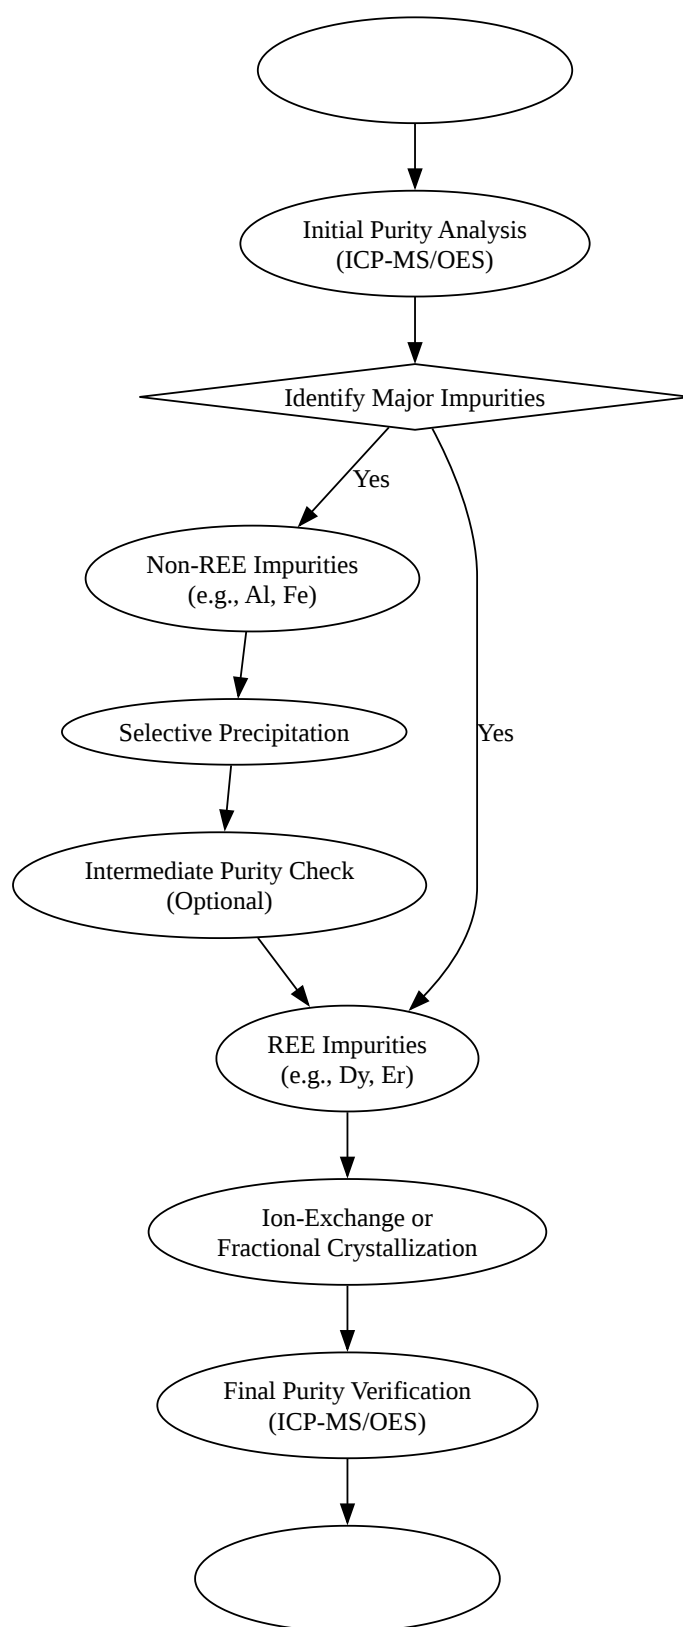 Initial Purity Analysis
(ICP-MS/OES)
Identify Major Impurities
Yes
Non-REE Impurities
(e.g., Al, Fe)
Selective Precipitation
Yes
Intermediate Purity Check
(Optional)
REE Impurities
(e.g., Dy, Er)
Ion-Exchange or
Fractional Crystallization
Final Purity Verification
(ICP-MS/OES)